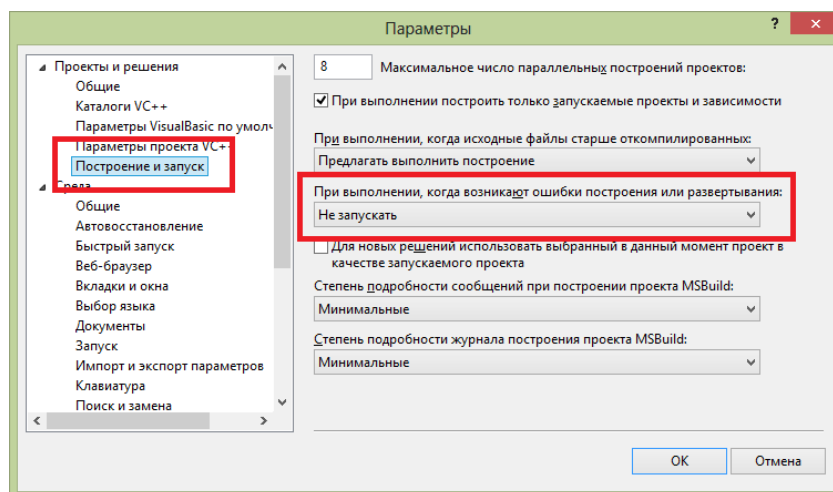 Параметры
?
Проекты и решения
Общие
Каталоги VC++
Параметры VisualBasic по умолч
Параметры проекта VC+
Построение и запуск
Среда
Общие
Автовосстановление
Быстрый запуск
Веб-браузер
Вкладки и окна
Выбор языка
Документы
Запуск
Импорт и экспорт параметров
Клавиатура
Поиск и замена
8 Максимальное число параллельных построений проектов:
При выполнении построить только запускаемые проекты и зависимости
При выполнении, когда исходные файлы старше откомпилированных:
Предлагать выполнить построение
При выполнении, когда возникают ошибки построения или развертывания:
Не запускать
Для новых решений использовать выбранный в данный момент проект в
качестве запускаемого проекта
Степень подробности сообщений при построении проекта MSBuild:
Минимальные
Степень подробности журнала построения проекта MSBuild:
Минимальные
OK Отмена